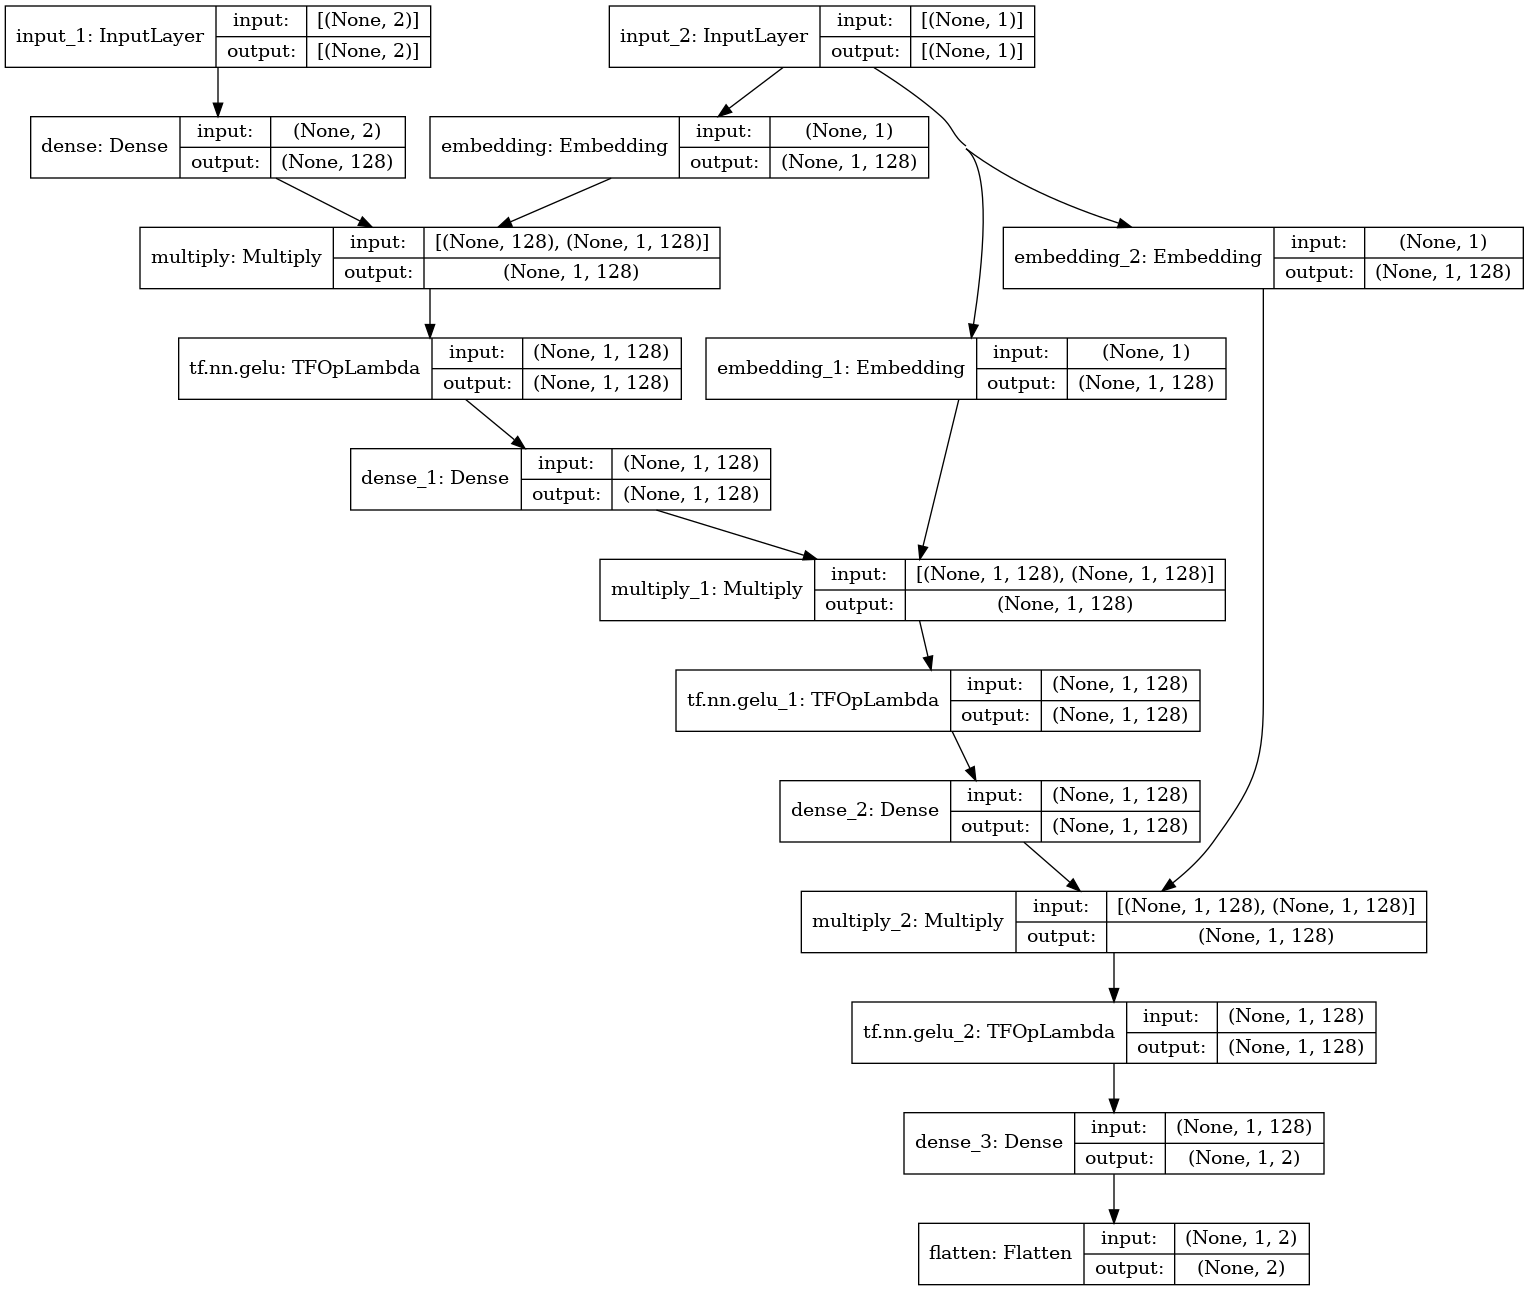 input_1: InputLayer
input:
[(None, 2)]
output:
[(None, 2)]
input_2: InputLayer
input:
[(None, 1)]
output:
[(None, 1)]
dense: Dense
input:
(None, 2)
output:
(None, 128)
embedding: Embedding
input:
(None, 1)
output:
(None, 1, 128)
multiply: Multiply
input:
[(None, 128), (None, 1, 128)]
output:
(None, 1, 128)
embedding_2: Embedding
input:
(None, 1)
output:
(None, 1, 128)
tf.nn.gelu: TFOpLambda
input:
(None, 1, 128)
output:
(None, 1, 128)
embedding_1: Embedding
input:
(None, 1)
output:
(None, 1, 128)
dense_1: Dense
input:
(None, 1, 128)
output:
(None, 1, 128)
multiply_1: Multiply
input:
[(None, 1, 128), (None, 1, 128)]
output:
(None, 1, 128)
tf.nn.gelu_1: TFOpLambda
input:
(None, 1, 128)
output:
(None, 1, 128)
dense_2: Dense
input:
(None, 1, 128)
output:
(None, 1, 128)
multiply_2: Multiply
input:
[(None, 1, 128), (None, 1, 128)]
output:
(None, 1, 128)
tf.nn.gelu_2: TFOpLambda
input:
(None, 1, 128)
output:
(None, 1, 128)
dense_3: Dense
input:
(None, 1, 128)
output:
(None, 1, 2)
flatten: Flatten
input:
(None, 1, 2)
output:
(None, 2)